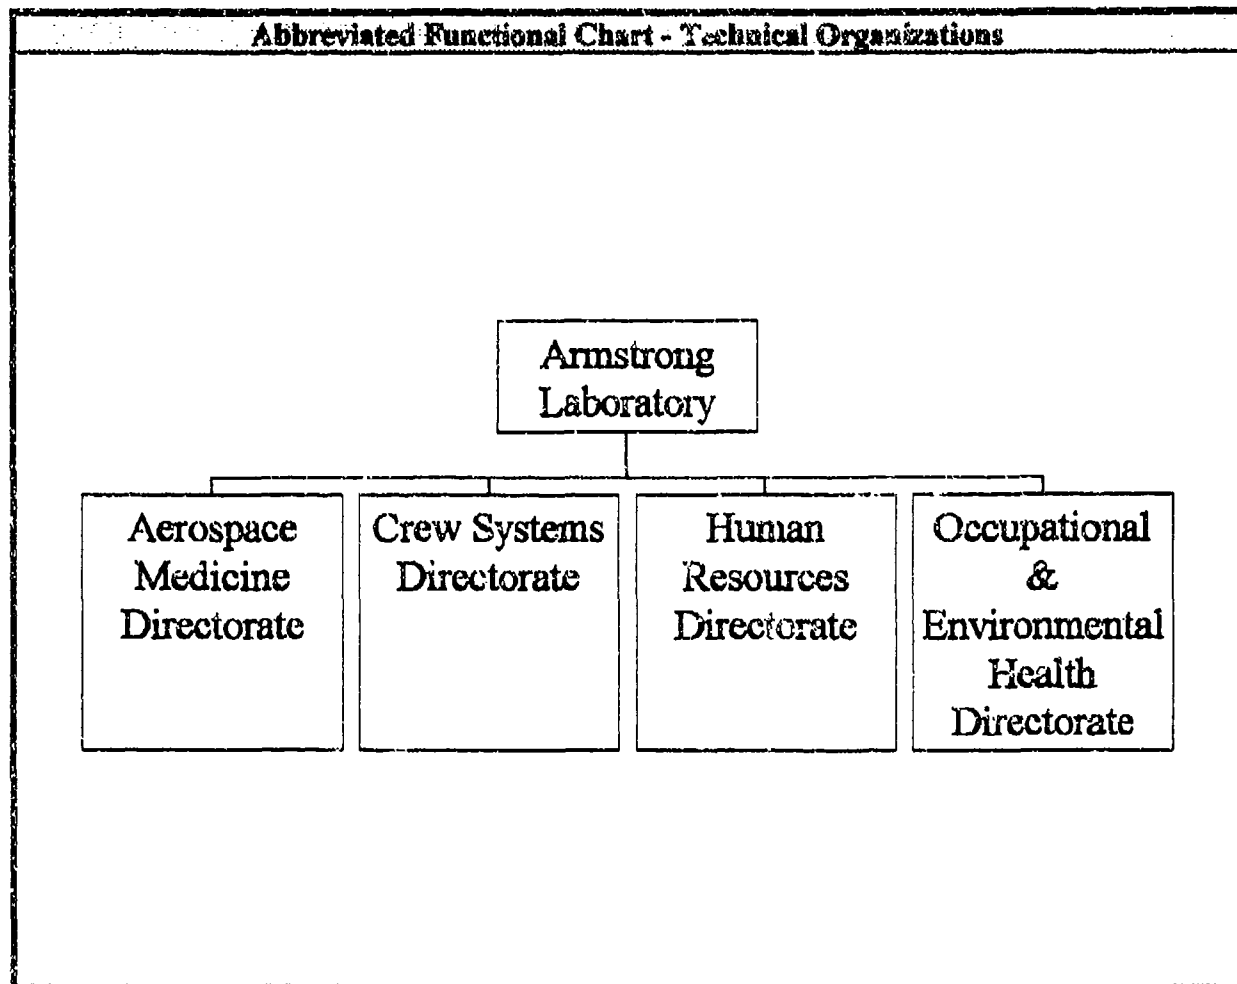 Abbreviated Functional Chart - Technical Organizations
Armstrong
Laboratory
Aerospace
Medicine
Directorate
Crew Systems
Directorate
Human
Resources
Directorate
Occupational
&
Environmental
Health
Directorate